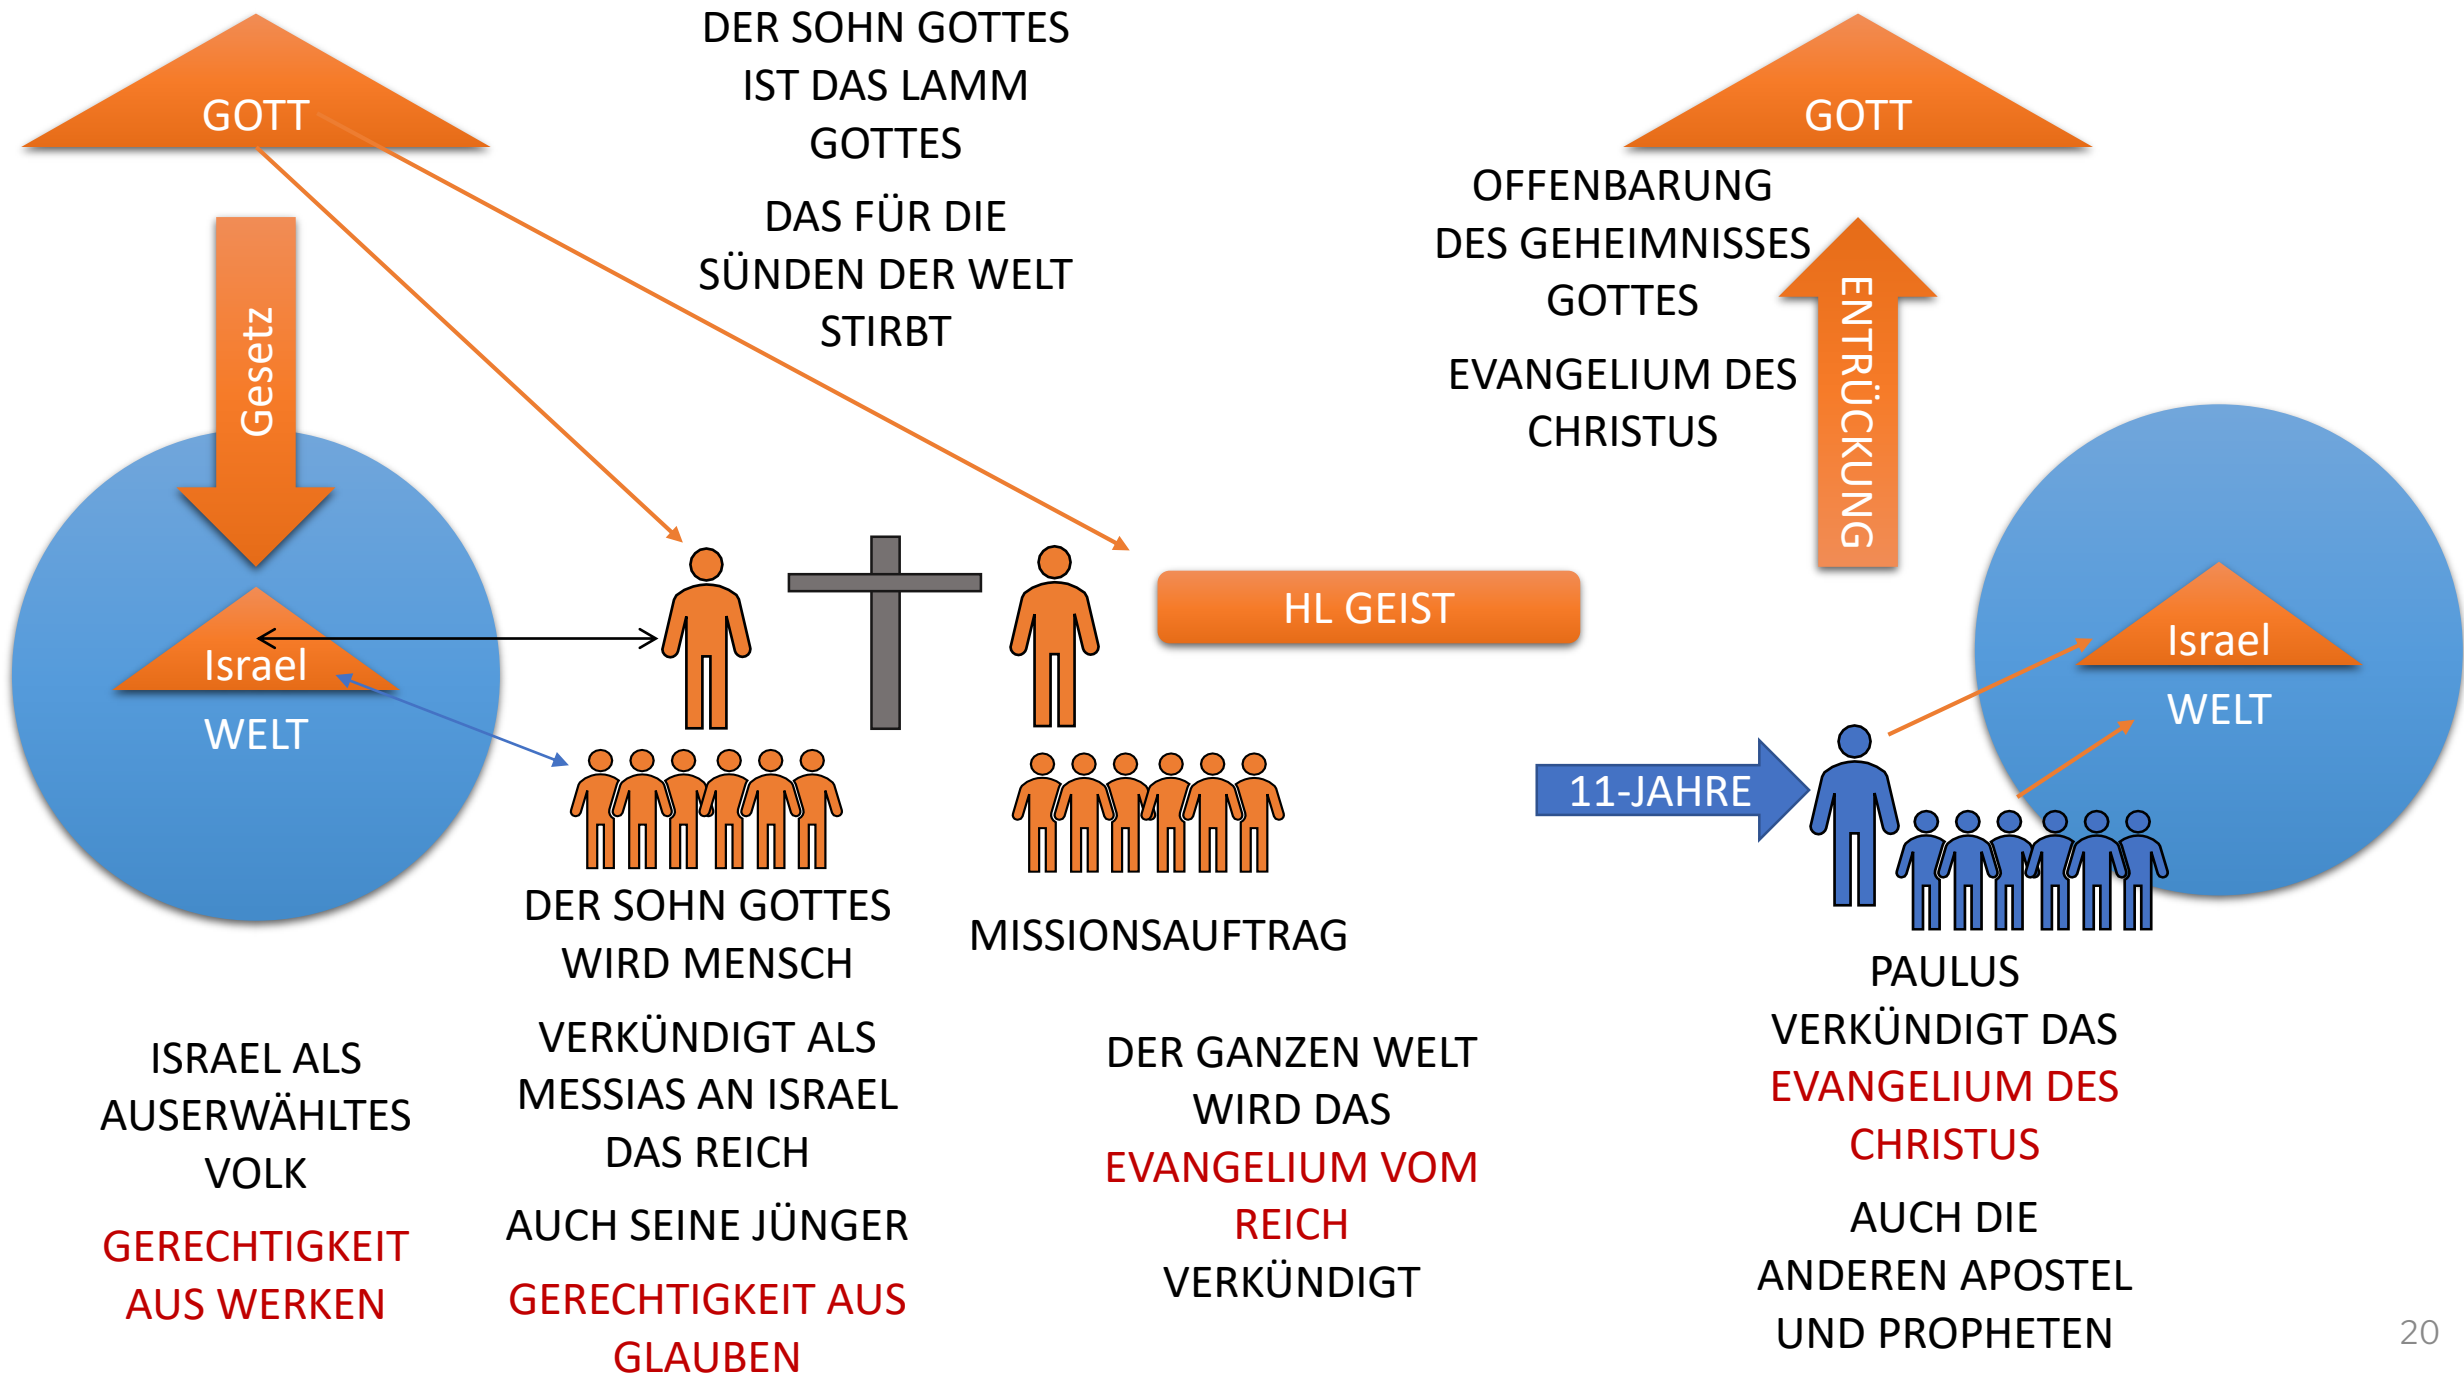 GOTT
Gesetz
Israel
WELT
ISRAEL ALS
AUSERWÄHLTES
VOLK
GERECHTIGKEIT
AUS WERKEN
DER SOHN GOTTES
IST DAS LAMM
GOTTES
DAS FÜR DIE
SÜNDEN DER WELT
STIRBT
DER SOHN GOTTES
WIRD MENSCH
VERKÜNDIGT ALS
MESSIAS AN ISRAEL
DAS REICH
AUCH SEINE JÜNGER
GERECHTIGKEIT AUS
GLAUBEN
HL GEIST
MISSIONSAUFTRAG
DER GANZEN WELT
WIRD DAS
EVANGELIUM VOM
REICH
VERKÜNDIGT
GOTT
OFFENBARUNG
DES GEHEIMNISSES
GOTTES
EVANGELIUM DES
CHRISTUS
ENTRÜCKUNG
Israel
WELT
11-JAHRE
PAULUS
VERKÜNDIGT DAS
EVANGELIUM DES
CHRISTUS
AUCH DIE
ANDEREN APOSTEL
UND PROPHETEN
20